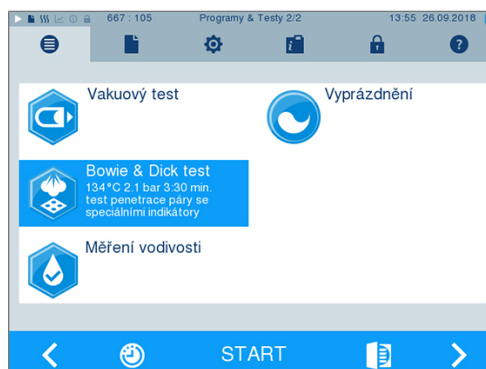 667 : 105 Programy & Testy 2/2 13:55 26.09.2018
Vakuový test
Vyprázdnění
Bowie & Dick test
134°C 2.1 bar 3:30 min.
test penetrace páry se
speciálními indikátory
Měření vodivosti
START